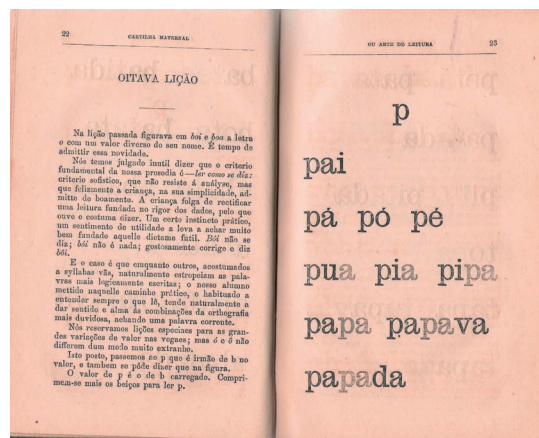 22 CARTILHA MATERNAL
OITAVA LIÇÃO
Na lição passada figurava em boi e boa a letra
o com um valor diverso do seu nome. É tempo de
admittir essa novidade.
Nós temos julgado inutil dizer que o criterio
fundamental da nossa prosodia é—ler como se diz:
criterio sofistico, que não resiste á anályse, mas
que felizmente a criança, na sua simplicidade, ad-
mitte de boamente. A criança folga de rectificar
uma leitura fundada no rigor dos dados, pelo que
ouve o costuma dizer. Um certo instincto prático,
um sentimento de utilidade a leva a achar muito
bem fundado aquelle dictame futil. Bói não se
diz; bói não é nada; gostosamente corrige o diz
bôi.
E o caso é que emquanto outros, acostumados
a syllabas vãs, naturalmente estropeiam as pala-
vras mais logicamente escritas; o nosso alumno
mettido naquelle caminho prático, e habituado a
entender sempre o que lê, tende naturalmente a
dar sentido e alma ás combinações da orthografia
mais duvidosa, achando uma palavra corrente.
Nós reservamos lições especiaes para as gran-
des variações de valor nas vogaes; mas ó e ô não
differem dum modo muito extranho.
Isto posto, passemos ao p que é irmão de b no
valor, e tambem se póde dizer que na figura.
O valor de p é o de b carregado. Compri-
mem-se mais os beiços para ler p.
OU ARTE DE LEITURA 23
p
pai
pá pó pé
pua pia pipa
papa papava
papada